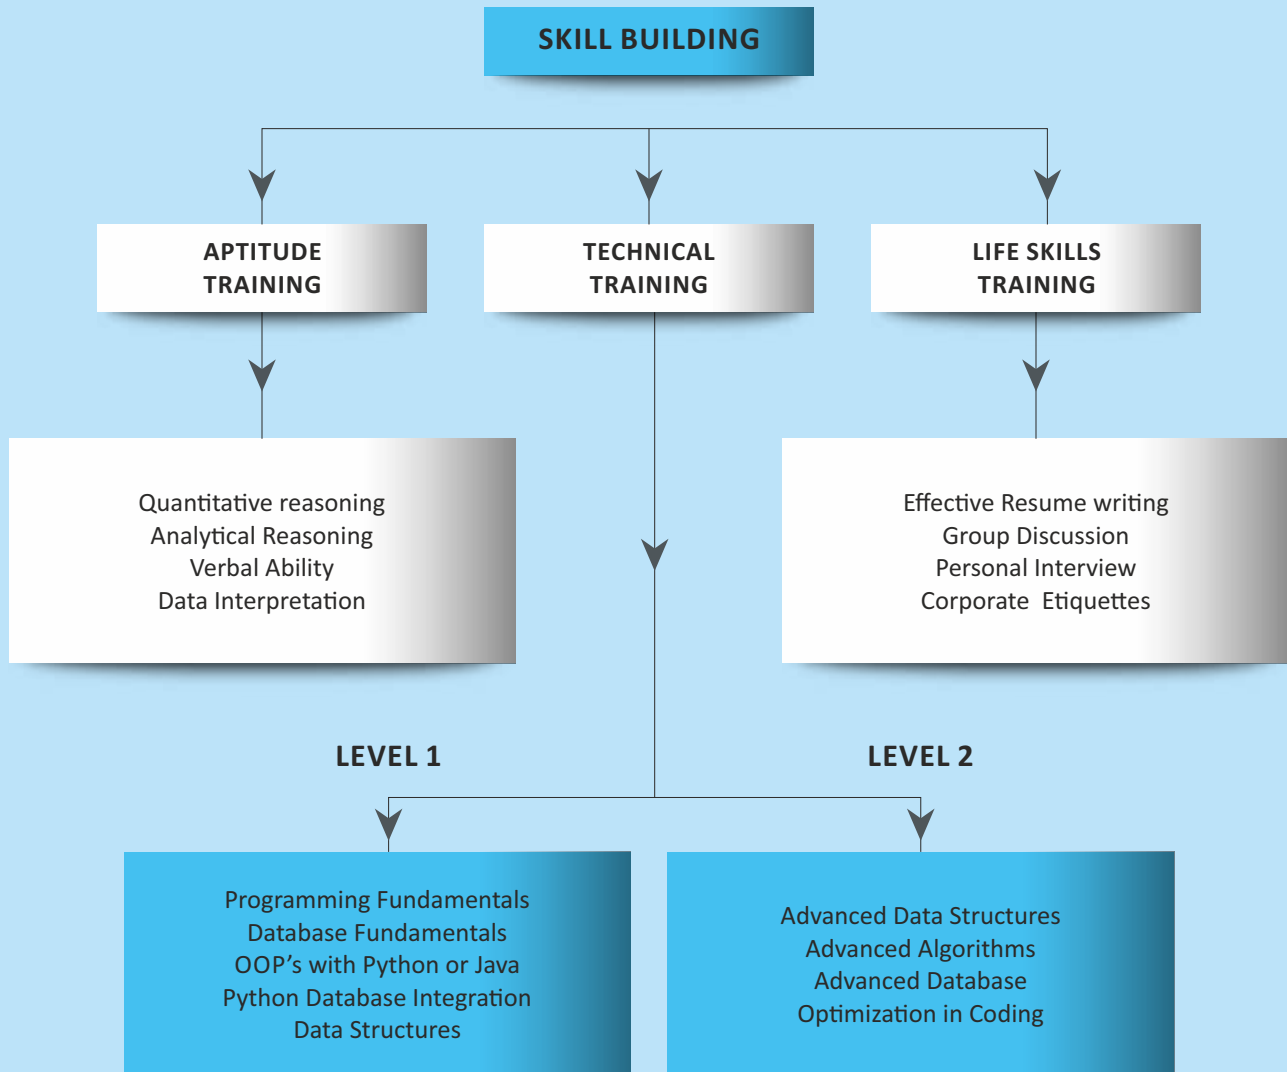 SKILL BUILDING
APTITUDE
TRAINING
TECHNICAL
TRAINING
LIFE SKILLS
TRAINING
Quantitative reasoning
Analytical Reasoning
Verbal Ability
Data Interpretation
Effective Resume writing
Group Discussion
Personal Interview
Corporate  Etiquettes
LEVEL 1
LEVEL 2
Programming Fundamentals
Database Fundamentals
OOP's with Python or Java
Python Database Integration
Data Structures
Advanced Data Structures
Advanced Algorithms
Advanced Database
Optimization in Coding